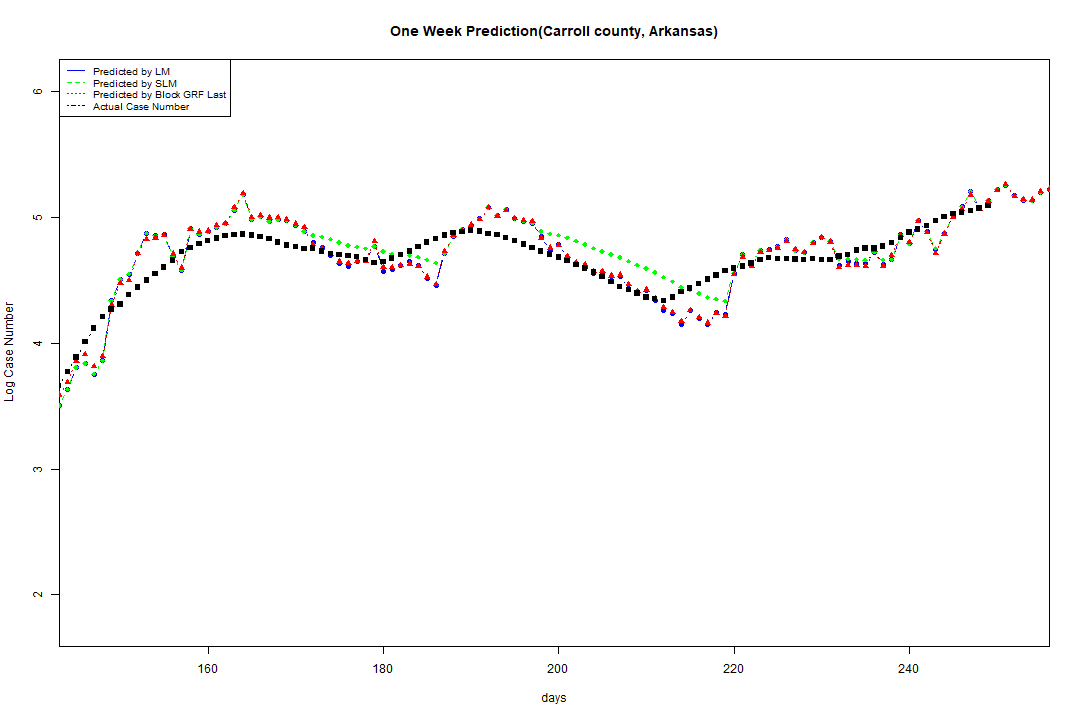 One Week Prediction(Carroll county, Arkansas)
Predicted by LM
Predicted by SLM
Predicted by Block GRF Last
Actual Case Number
6
5
4
3
2
Log Case Number
160 180 200 220 240
days